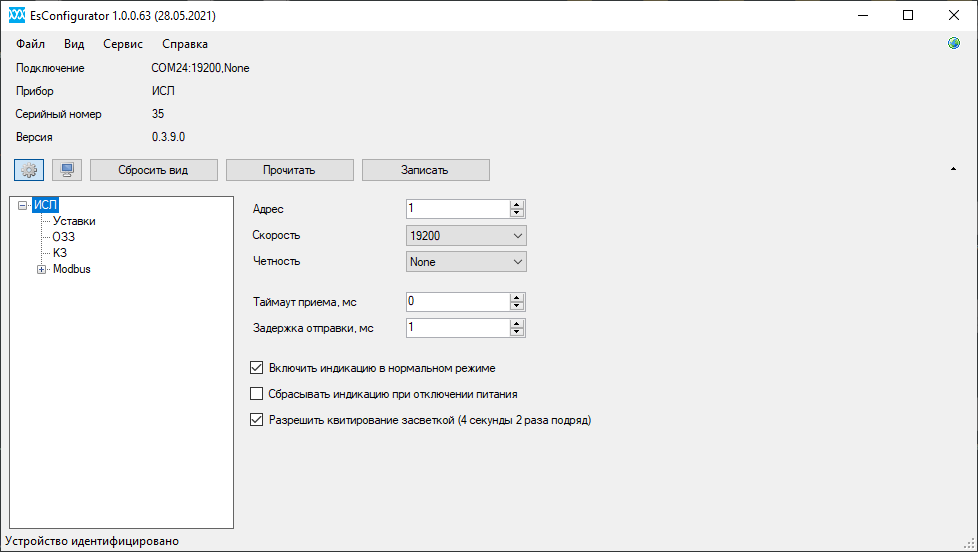 EsConfigurator 1.0.0.63 (28.05.2021)
Файл Вид Сервис Справка
Подключение COM24:19200,None
Прибор ИСП
Серийный номер 35
Версия 0.3.9.0
Сбросить вид Прочитать Записать
ИСП
Уставки
ОЗЗ
КЗ
Modbus
Адрес 1
Скорость 19200
Четность None
Таймаут приема, мс 0
Задержка отправки, мс 1
Включить индикацию в нормальном режиме
Сбрасывать индикацию при отключении питания
Разрешить квитирование засветкой (4 секунды 2 раза подряд)
Устройство идентифицировано